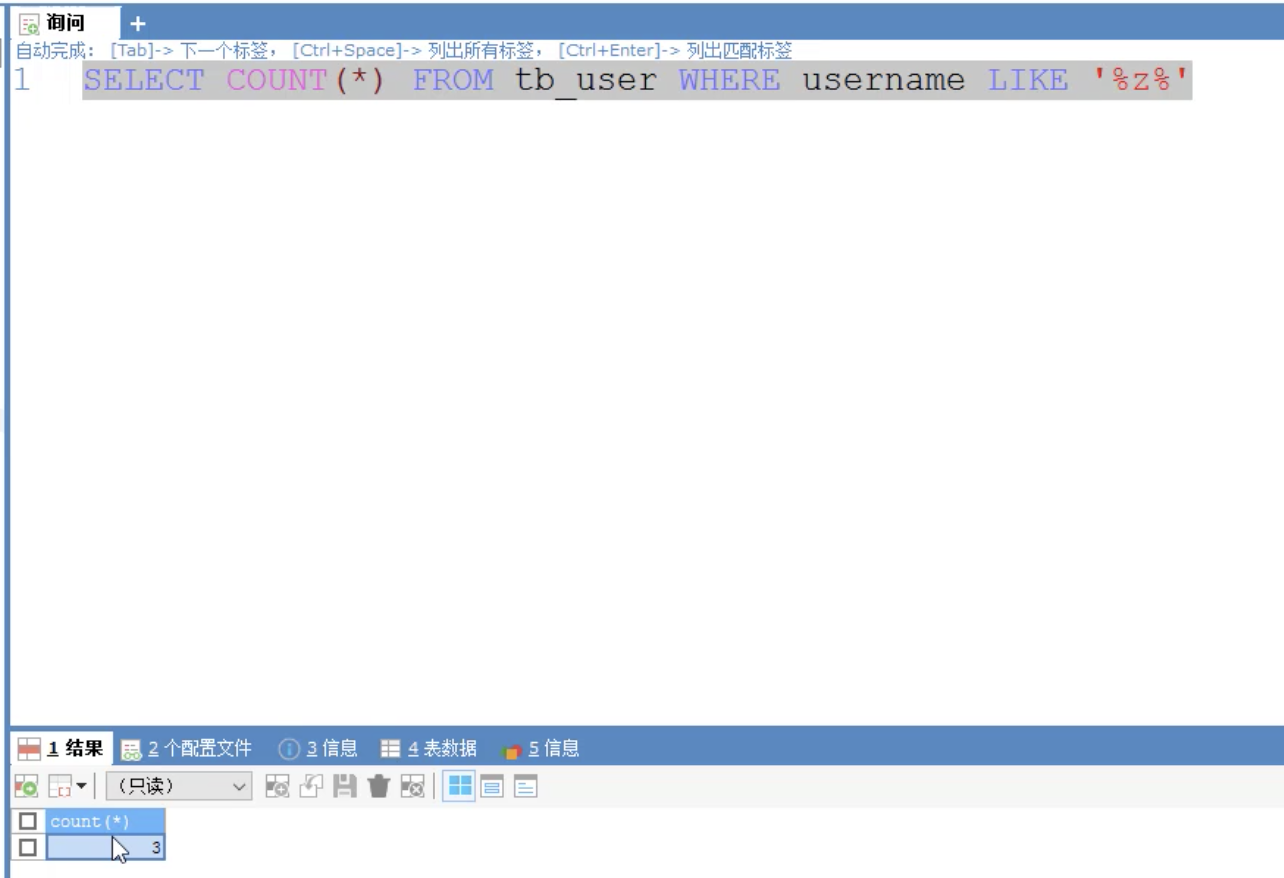 询问 +
自动完成： [Tab]-> 下一个标签， [Ctrl+Space]-> 列出所有标签， [Ctrl+Enter]-> 列出匹配标签
1 SELECT COUNT(*) FROM tb_user WHERE username LIKE '%z%'
1 结果 2 个配置文件 3 信息 4 表数据 5 信息
（只读）
count(*)
3